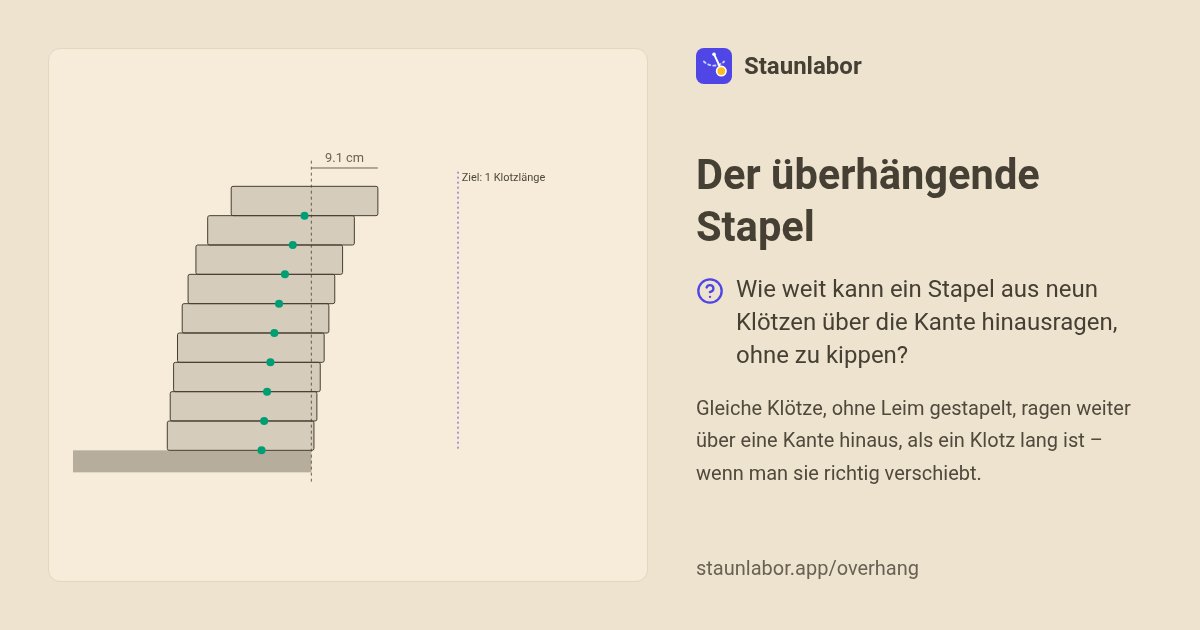 9.1 cm
Ziel: 1 Klotzlänge
Staunlabor
Der überhängende
Stapel
Wie weit kann ein Stapel aus neun
Klötzen über die Kante hinausragen,
ohne zu kippen?
Gleiche Klötze, ohne Leim gestapelt, ragen weiter
über eine Kante hinaus, als ein Klotz lang ist –
wenn man sie richtig verschiebt.
staunlabor.app/overhang